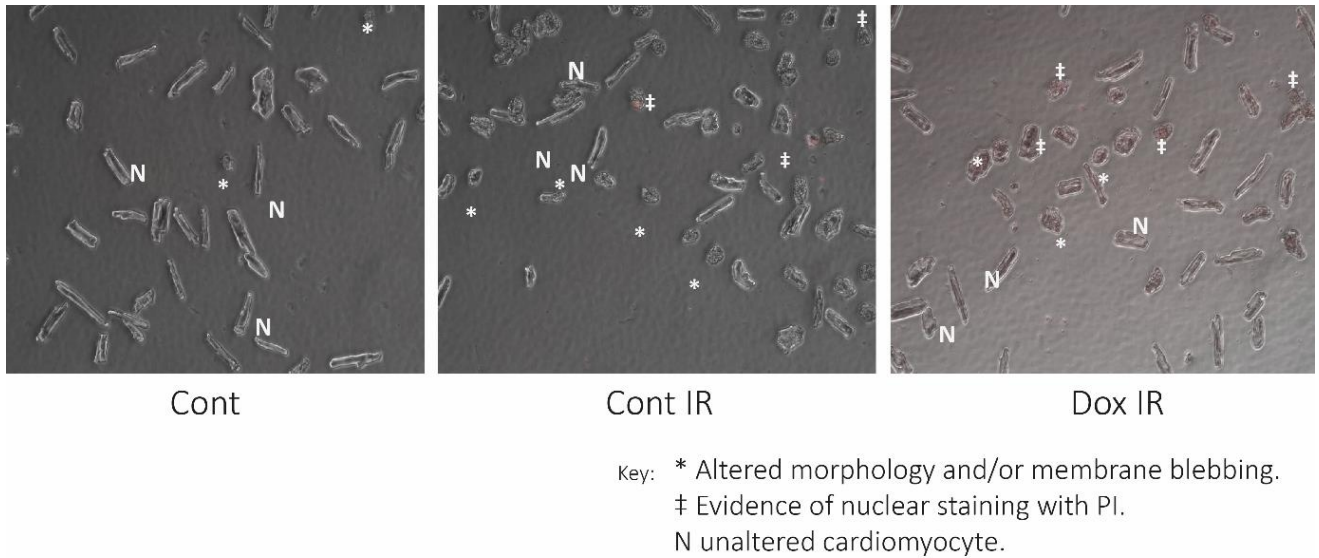 *
N
*
N
N
‡
N
‡
N
N
*
‡
*
*
*
‡
‡
‡
‡
*
*
N
*
N
N
Cont
Cont IR
Dox IR
Key: * Altered morphology and/or membrane blebbing.
‡ Evidence of nuclear staining with PI.
N unaltered cardiomyocyte.